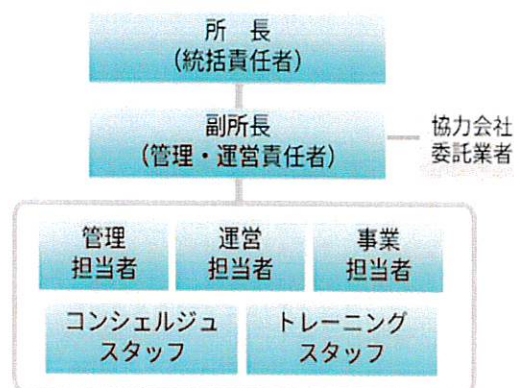 所　長
（統括責任者）
副所長
（管理・運営責任者）
協力会社
委託業者
管理
担当者
運営
担当者
事業
担当者
コンシェルジュ
スタッフ
トレーニング
スタッフ